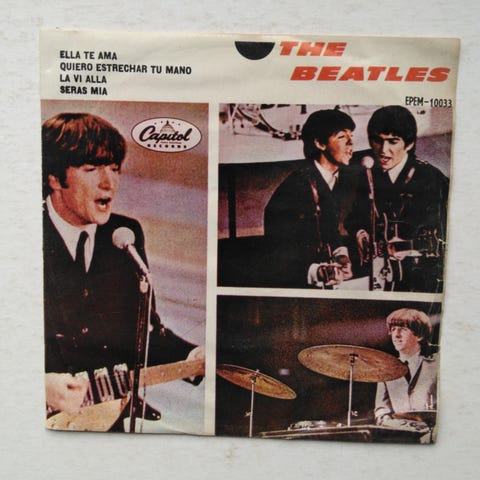 ELLA TE AMA
QUIERO ESTRECHAR TU MANO
LA VI ALLA
SERAS MIA
THE
BEATLES
EPEM-10033
Capitol
RECORDS